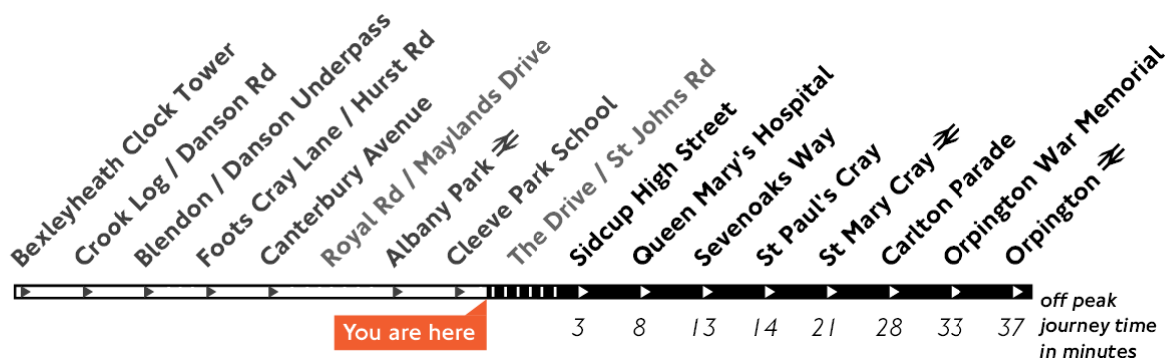 Bexleyheath Clock Tower
Crook Log / Danson Rd
Blendon / Danson Underpass
Foots Cray Lane / Hurst Rd
Canterbury Avenue
Royal Rd / Maylands Drive
Albany Park
Cleeve Park School
The Drive / St Johns Rd
Sidcup High Street
Queen Mary's Hospital
Sevenoaks Way
St Paul's Cray
St Mary Cray
Carlton Parade
Orpington War Memorial
Orpington
You are here
3 8 13 14 21 28 33 37
off peak
journey time
in minutes